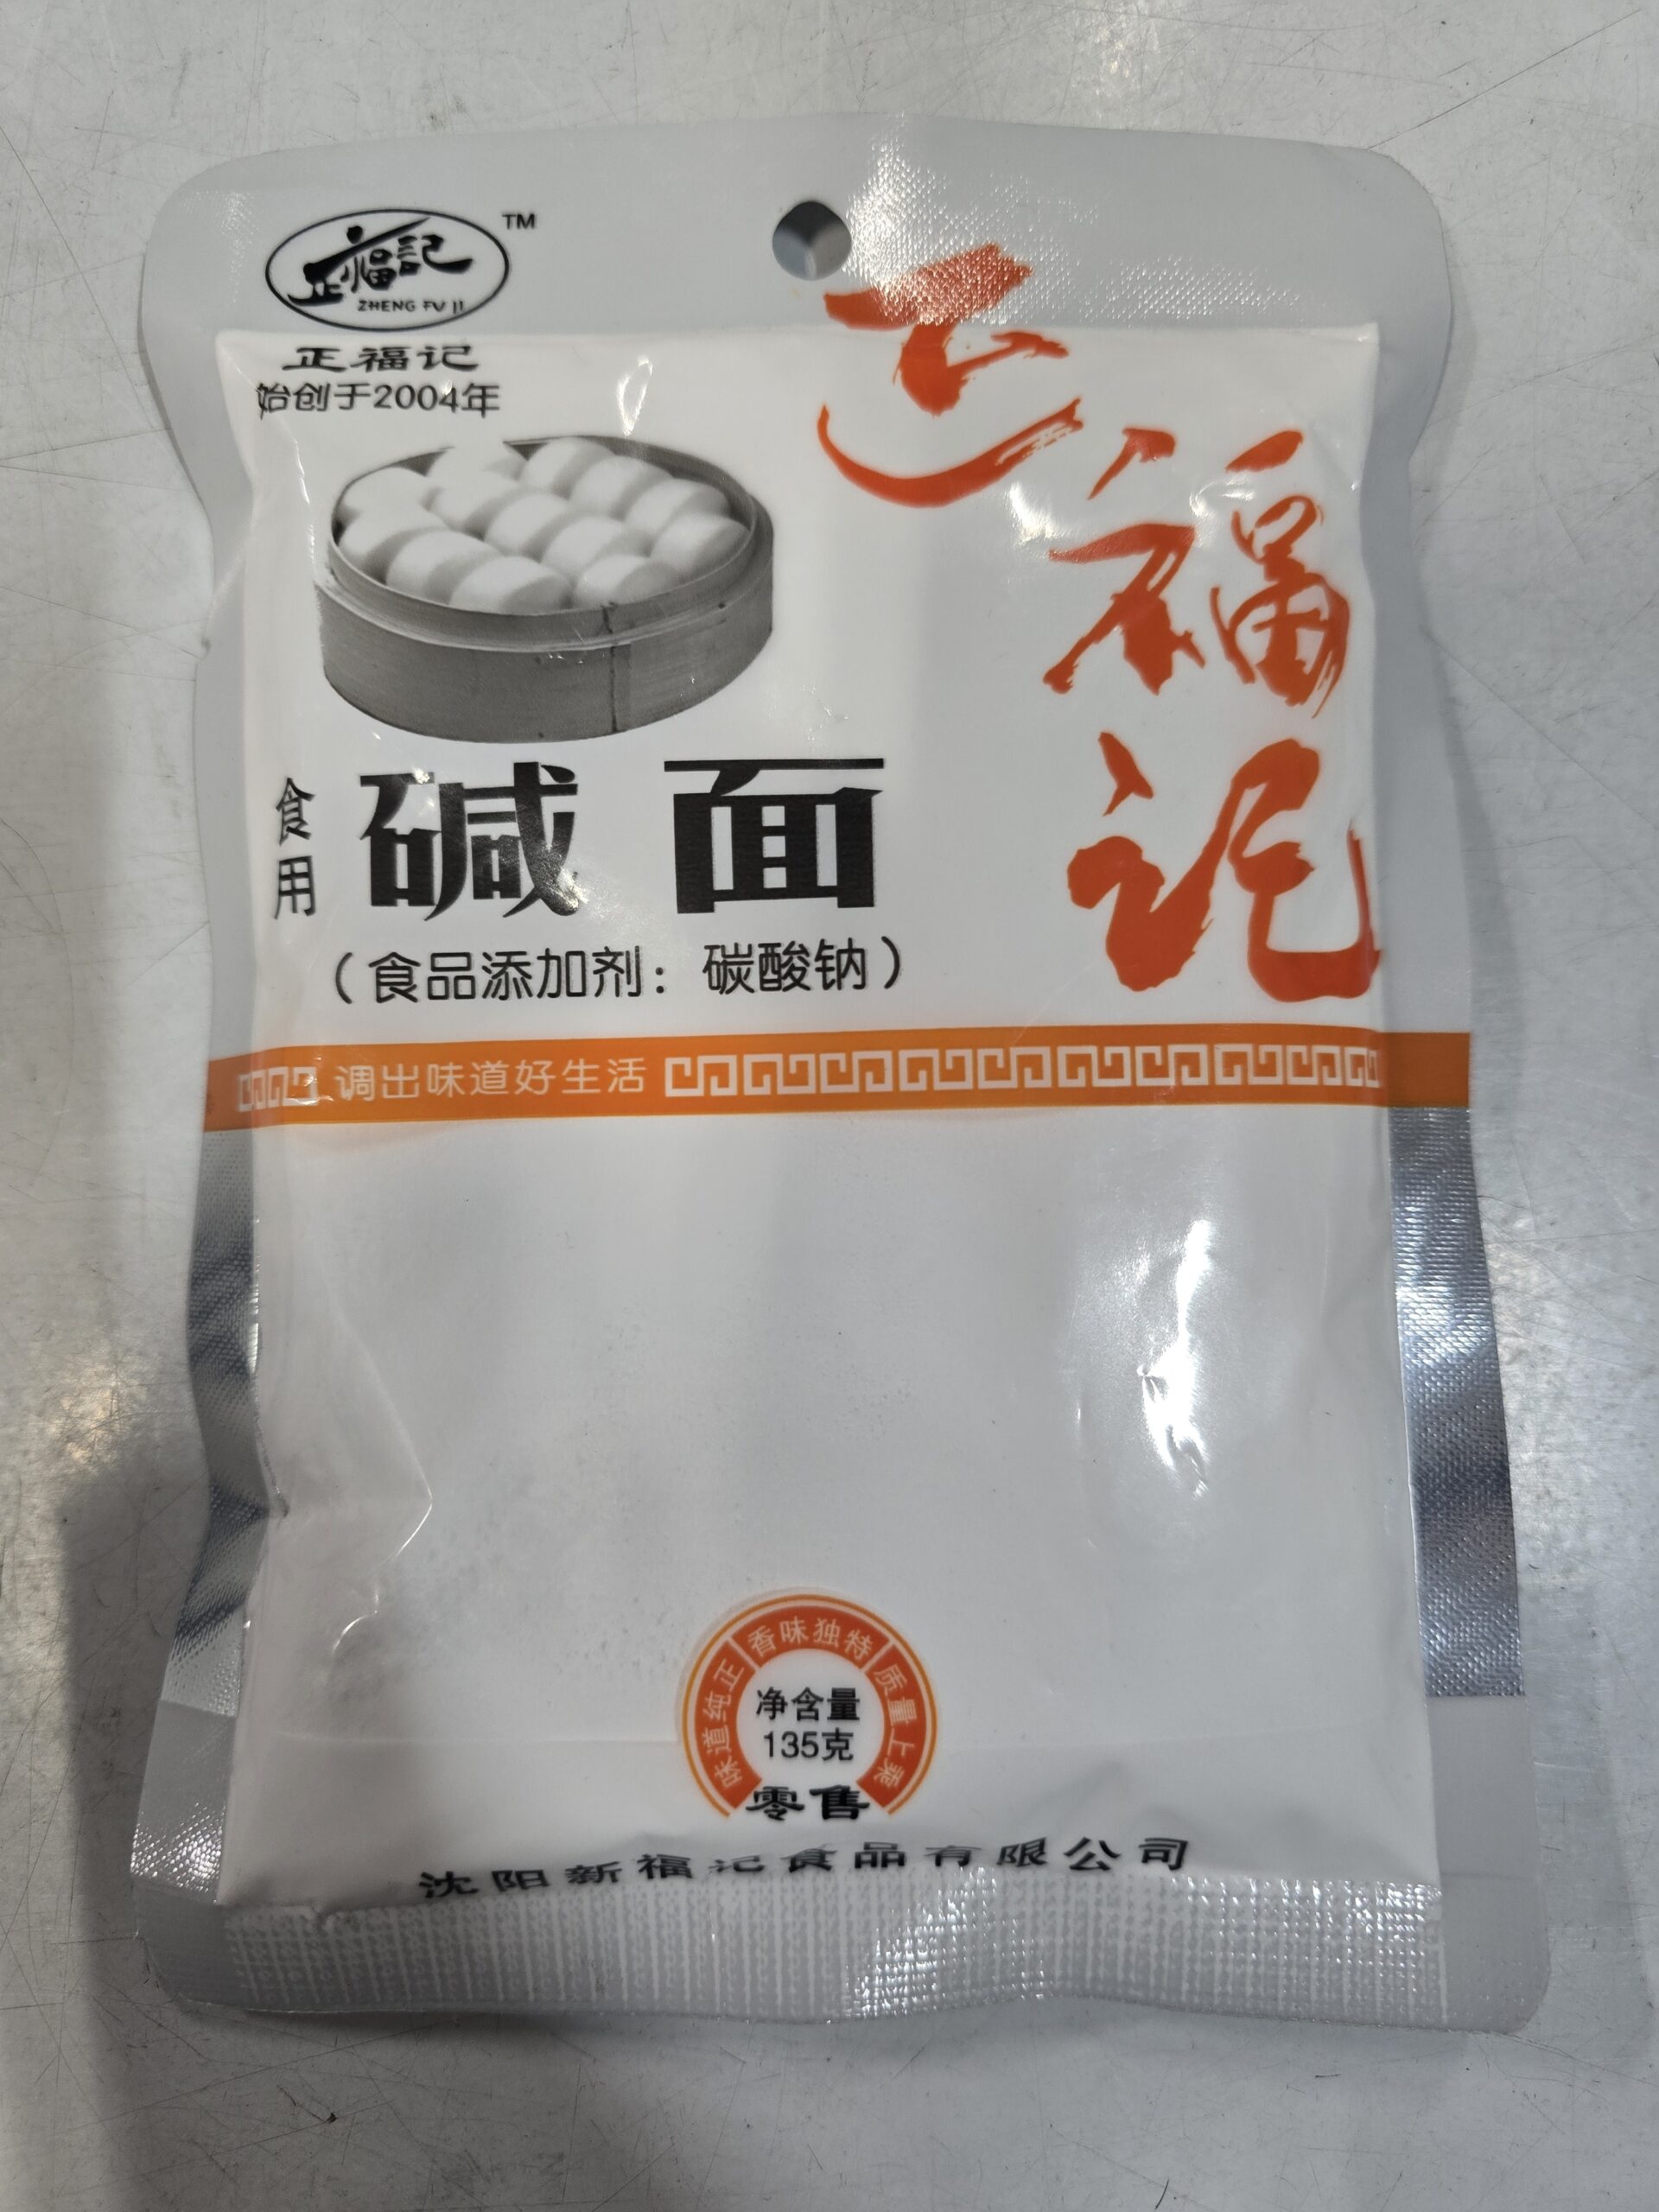 正福記
TM
ZHENG FU JI
正福记
始创于2004年
正福记
食用
碱面
（食品添加剂：碳酸钠）
调出味道好生活
味道纯正 香味独特 质量上乘
净含量
135克
零售
沈阳新福记食品有限公司